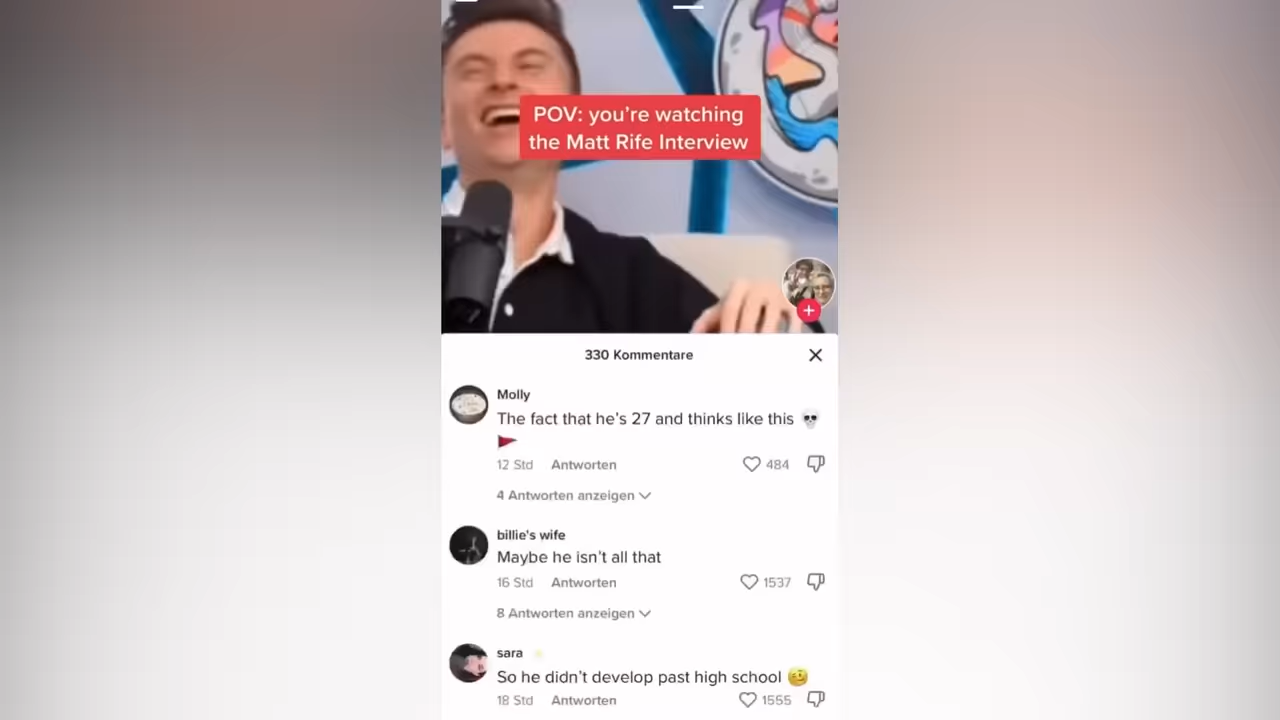 POV: you're watching
the Matt Rife Interview
330 Kommentare
Molly
The fact that he's 27 and thinks like this 💀
🚩
12 Std Antworten 484
4 Antworten anzeigen
billie's wife
Maybe he isn't all that
16 Std Antworten 1537
8 Antworten anzeigen
sara
So he didn't develop past high school 🤕
18 Std Antworten 1555